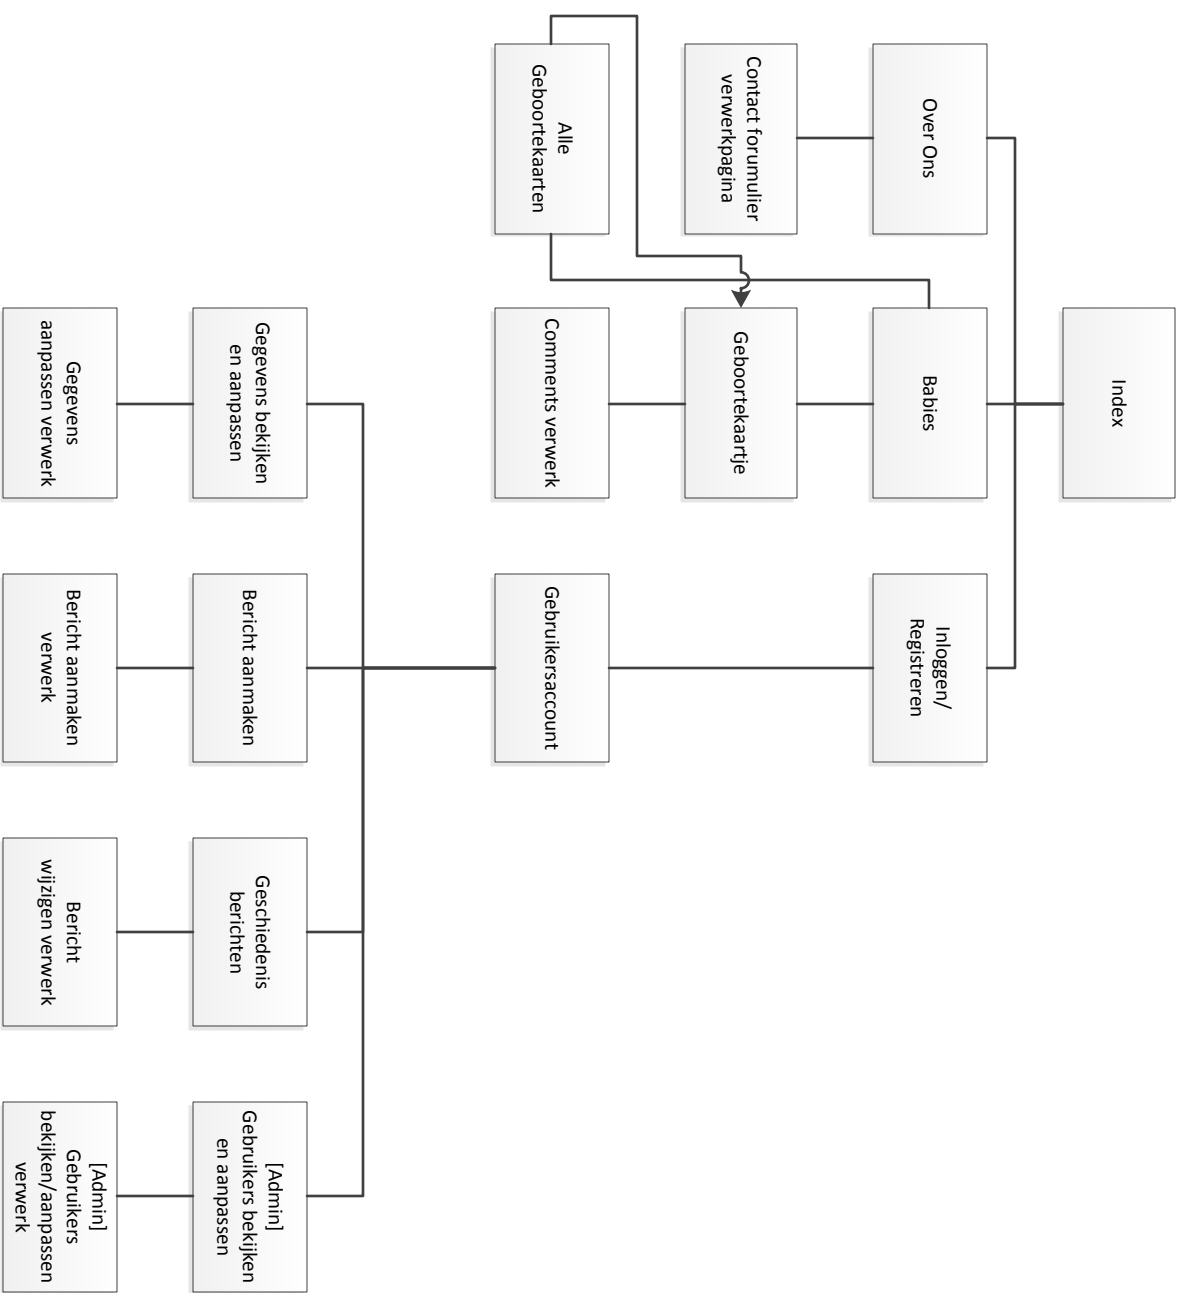 Index
Over Ons
Babies
Inloggen/
Registreren
Contact forumulier
verwerkpagina
Geboortekaartje
Alle
Geboortekaarten
Comments verwerk
Gebruikersaccount
Gegevens bekijken
en aanpassen
Bericht aanmaken
Geschiedenis
berichten
[Admin]
Gebruikers bekijken
en aanpassen
Gegevens
aanpassen verwerk
Bericht aanmaken
verwerk
Bericht
wijzigen verwerk
[Admin]
Gebruikers
bekijken/aanpassen
verwerk